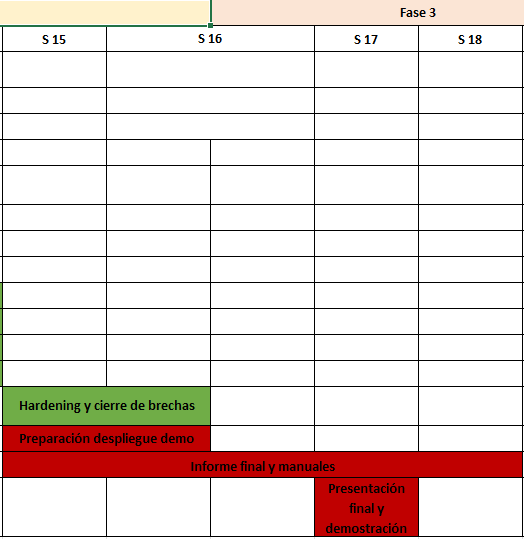 Fase 3
S 15
S 16
S 17
S 18
Hardening y cierre de brechas
Preparación despliegue demo
Informe final y manuales
Presentación
final y
demostración